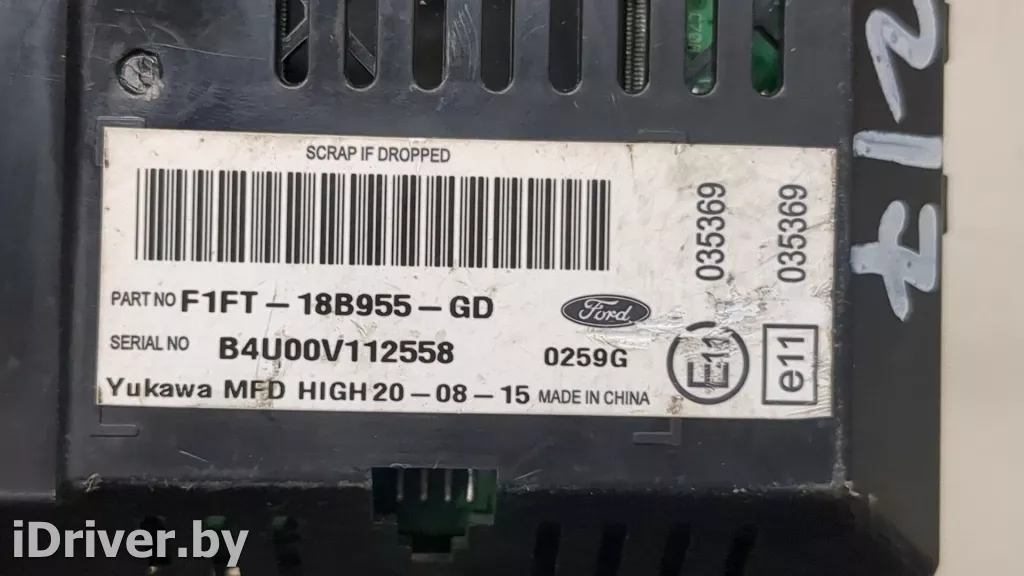 SCRAP IF DROPPED
PART NO F1FT-18B955-GD
Ford
SERIAL NO B4U00V112558 0259G
Yukawa MFD HIGH 20-08-15 MADE IN CHINA
035369
E11
035369
e11
iDriver.by